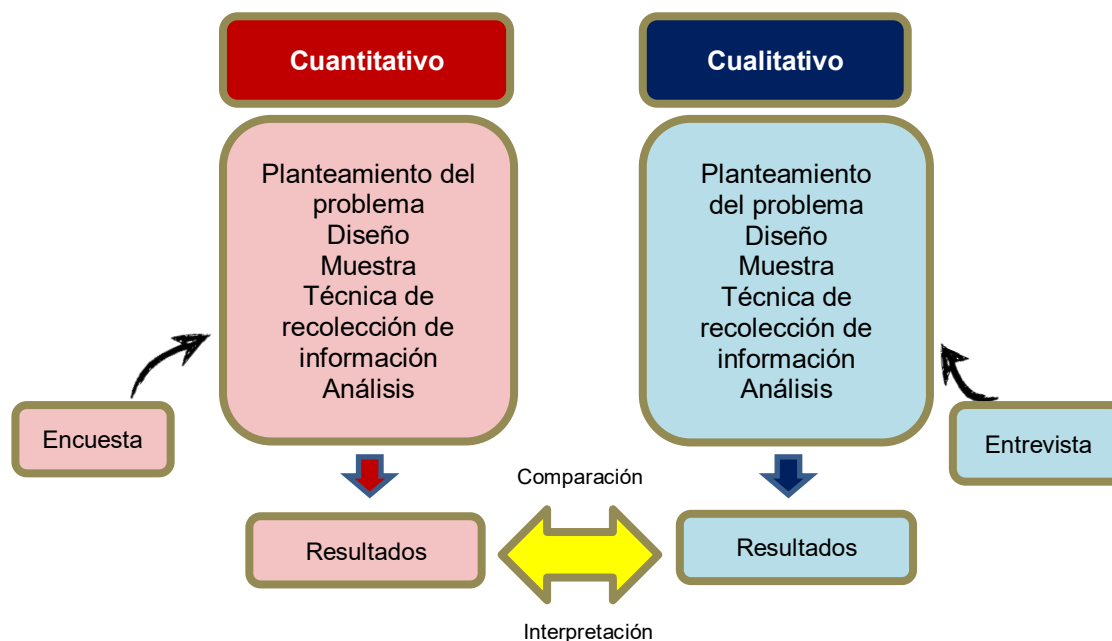 Cuantitativo
Cualitativo
Planteamiento del
problema
Diseño
Muestra
Técnica de
recolección de
información
Análisis
Planteamiento
del problema
Diseño
Muestra
Técnica de
recolección de
información
Análisis
Encuesta
Entrevista
Comparación
Resultados
Resultados
Interpretación